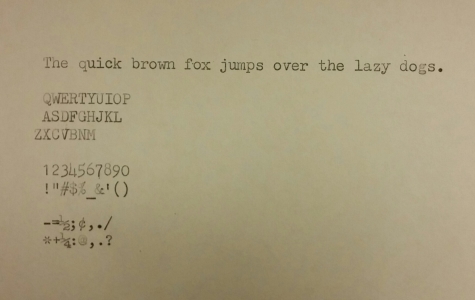 The quick brown fox jumps over the lazy dogs.
QWERTYUIOP
ASDFGHJKL
ZXCVBNM
1234567890
!"#$%_&'()
-=½;¢,./
*+¼:@,.?